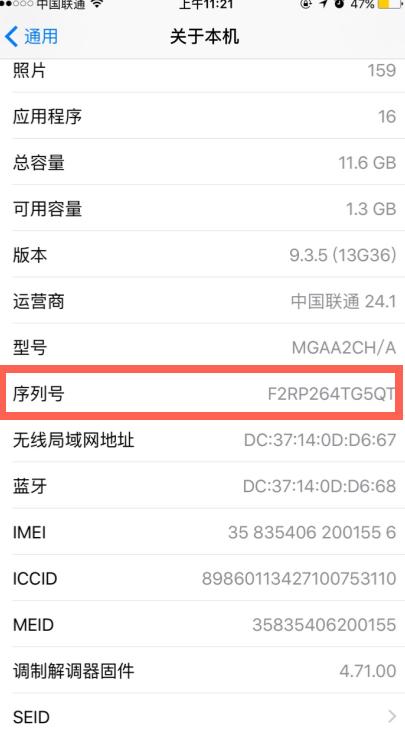 中国联通 上午11:21 47%
通用 关于本机
照片 159
应用程序 16
总容量 11.6 GB
可用容量 1.3 GB
版本 9.3.5 (13G36)
运营商 中国联通 24.1
型号 MGAA2CH/A
序列号 F2RP264TG5QT
无线局域网地址 DC:37:14:0D:D6:67
蓝牙 DC:37:14:0D:D6:68
IMEI 35 835406 200155 6
ICCID 89860113427100753110
MEID 35835406200155
调制解调器固件 4.71.00
SEID